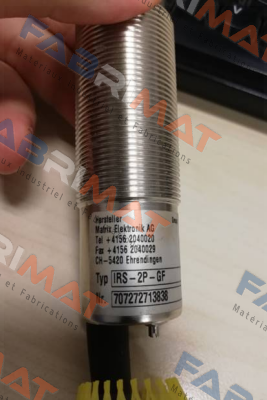 Hersteller
Matrix Elektronik AG
Tel +4156 2040020
Fax +4156 2040029
CH-5420 Ehrendingen
Typ IRS-2P-GF
Nr. 707272713838
FABRIMAT